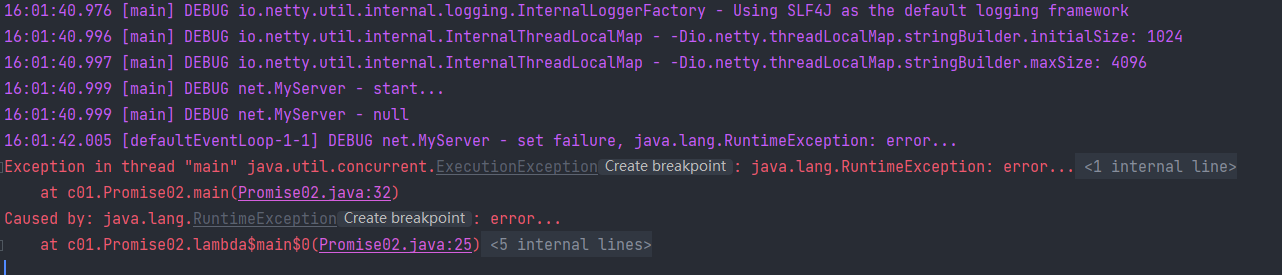 16:01:40.976 [main] DEBUG io.netty.util.internal.logging.InternalLoggerFactory - Using SLF4J as the default logging framework
16:01:40.996 [main] DEBUG io.netty.util.internal.InternalThreadLocalMap - -Dio.netty.threadLocalMap.stringBuilder.initialSize: 1024
16:01:40.997 [main] DEBUG io.netty.util.internal.InternalThreadLocalMap - -Dio.netty.threadLocalMap.stringBuilder.maxSize: 4096
16:01:40.999 [main] DEBUG net.MyServer - start...
16:01:40.999 [main] DEBUG net.MyServer - null
16:01:42.005 [defaultEventLoop-1-1] DEBUG net.MyServer - set failure, java.lang.RuntimeException: error...
Exception in thread "main" java.util.concurrent.ExecutionException Create breakpoint : java.lang.RuntimeException: error... <1 internal line>
at c01.Promise02.main(Promise02.java:32)
Caused by: java.lang.RuntimeException Create breakpoint : error...
at c01.Promise02.lambda$main$0(Promise02.java:25) <5 internal lines>